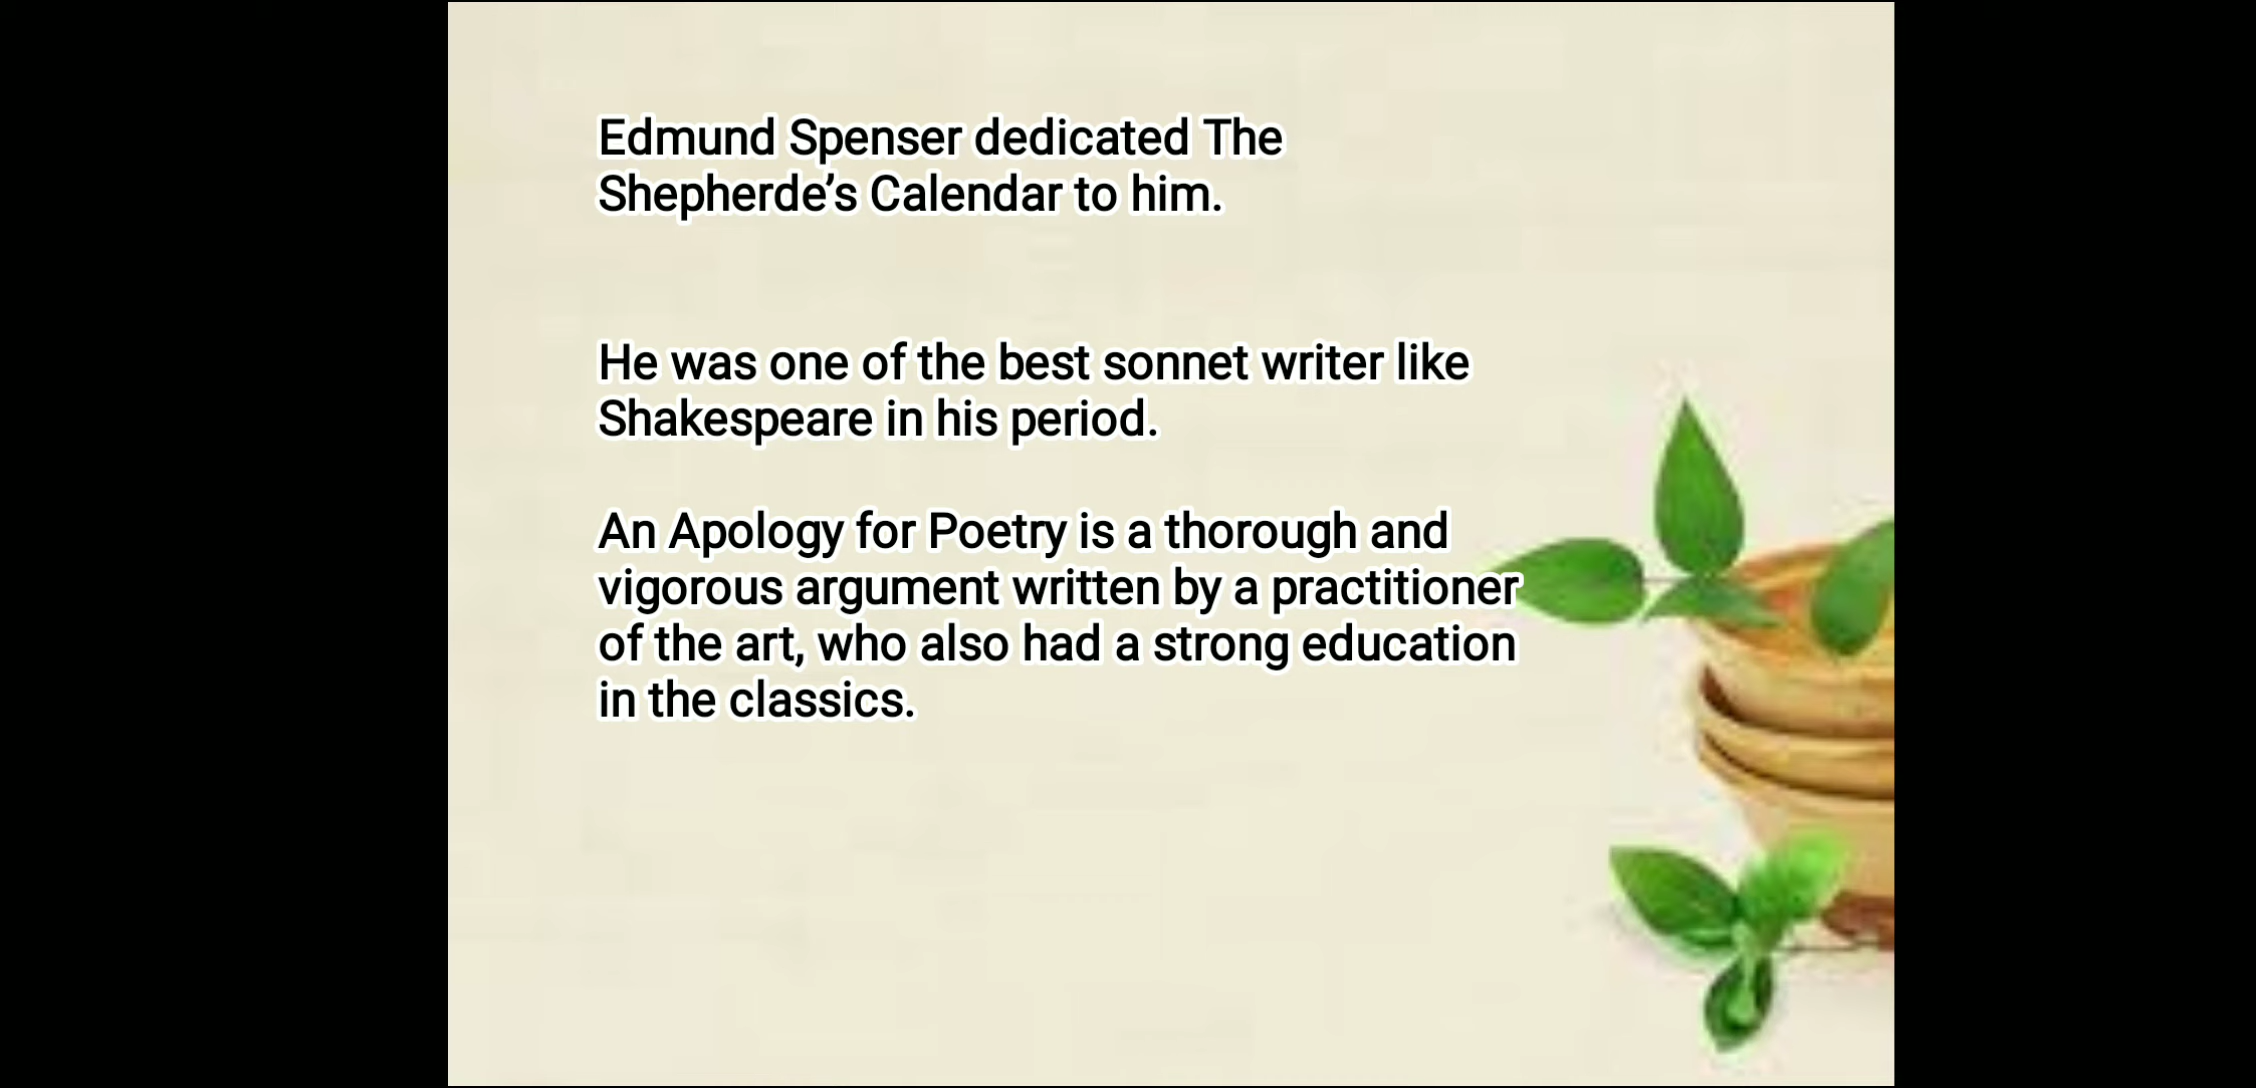 Edmund Spenser dedicated The
Shepherde’s Calendar to him.
He was one of the best sonnet writer like
Shakespeare in his period.
An Apology for Poetry is a thorough and
vigorous argument written by a practitioner
of the art, who also had a strong education
in the classics.